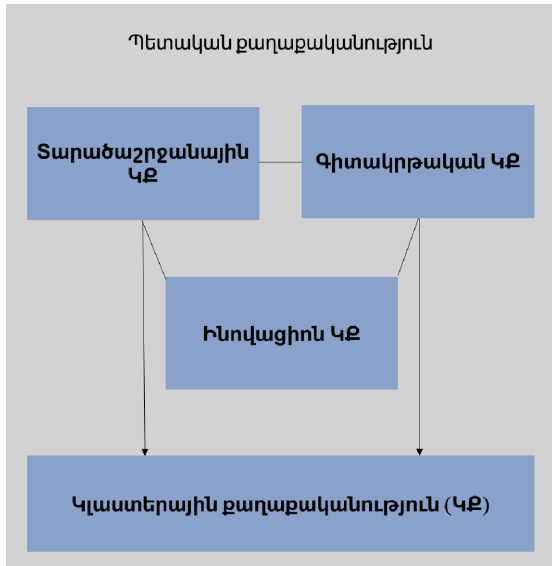 Պետական քաղաքականություն
Տարածաշրջանային
ԿՔ
Գիտակրթական ԿՔ
Ինովացիոն ԿՔ
Կլաստերային քաղաքականություն (ԿՔ)